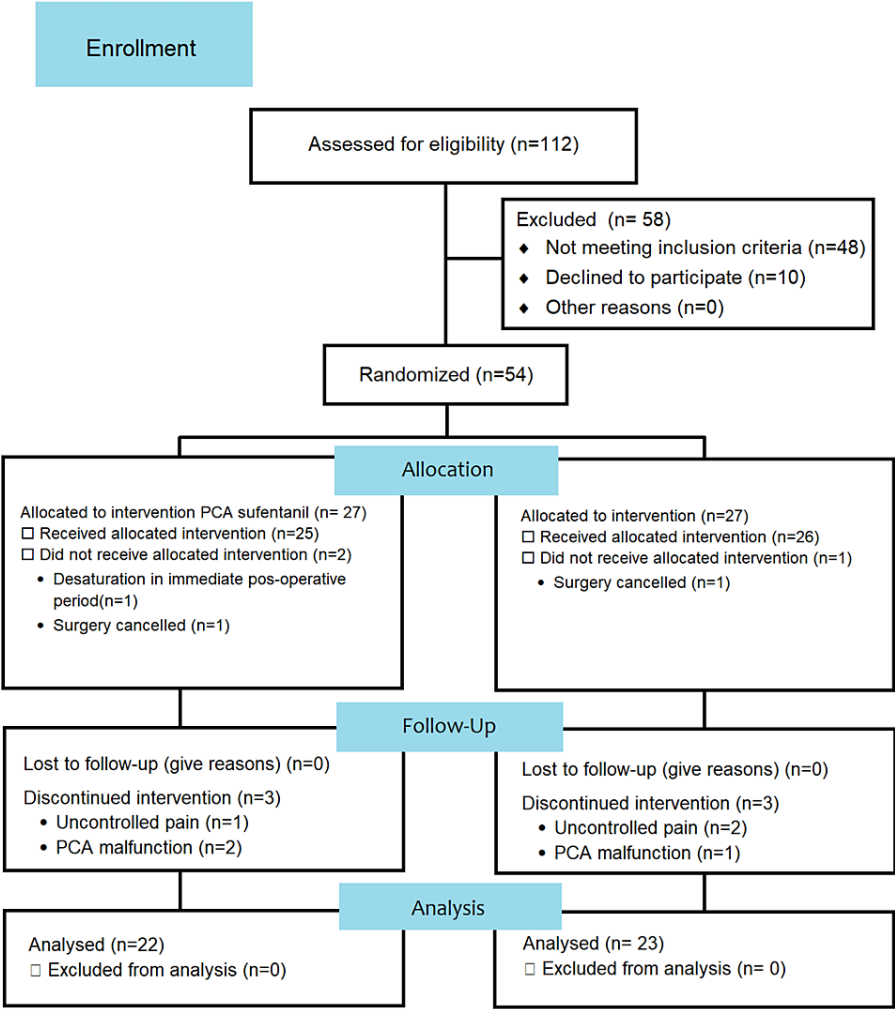 Enrollment
Assessed for eligibility (n=112)
Excluded (n= 58)
♦ Not meeting inclusion criteria (n=48)
♦ Declined to participate (n=10)
♦ Other reasons (n=0)
Randomized (n=54)
Allocation
Allocated to intervention PCA sufentanil (n= 27)
☐ Received allocated intervention (n=25)
☐ Did not receive allocated intervention (n=2)
• Desaturation in immediate pos-operative
period(n=1)
• Surgery cancelled (n=1)
Allocated to intervention (n=27)
☐ Received allocated intervention (n=26)
☐ Did not receive allocated intervention (n=1)
• Surgery cancelled (n=1)
Follow-Up
Lost to follow-up (give reasons) (n=0)
Discontinued intervention (n=3)
• Uncontrolled pain (n=1)
• PCA malfunction (n=2)
Lost to follow-up (give reasons) (n=0)
Discontinued intervention (n=3)
• Uncontrolled pain (n=2)
• PCA malfunction (n=1)
Analysis
Analysed (n=22)
☐ Excluded from analysis (n=0)
Analysed (n= 23)
☐ Excluded from analysis (n= 0)